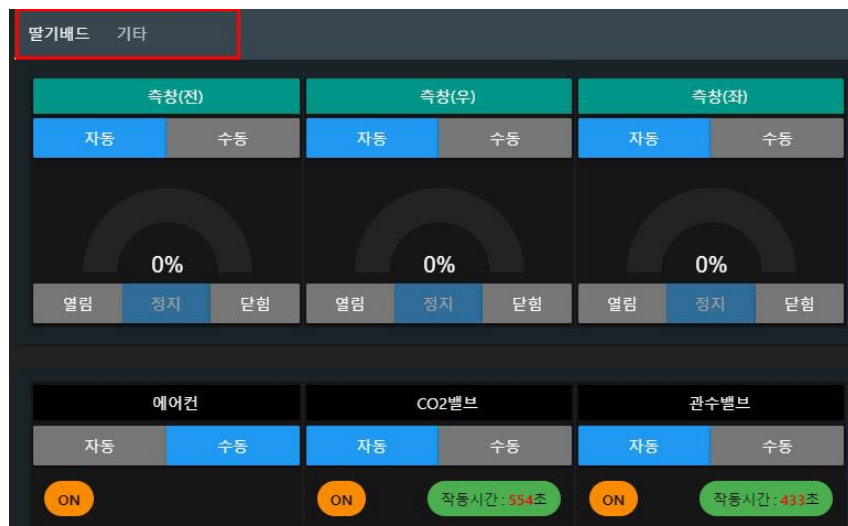 딸기배드 기타
측창(전) 측창(우) 측창(좌)
자동 수동 자동 수동 자동 수동
0% 0% 0%
열림 정지 닫힘 열림 정지 닫힘 열림 정지 닫힘
에어컨 CO2밸브 관수밸브
자동 수동 자동 수동 자동 수동
ON ON 작동시간 : 554초 ON 작동시간 : 433초